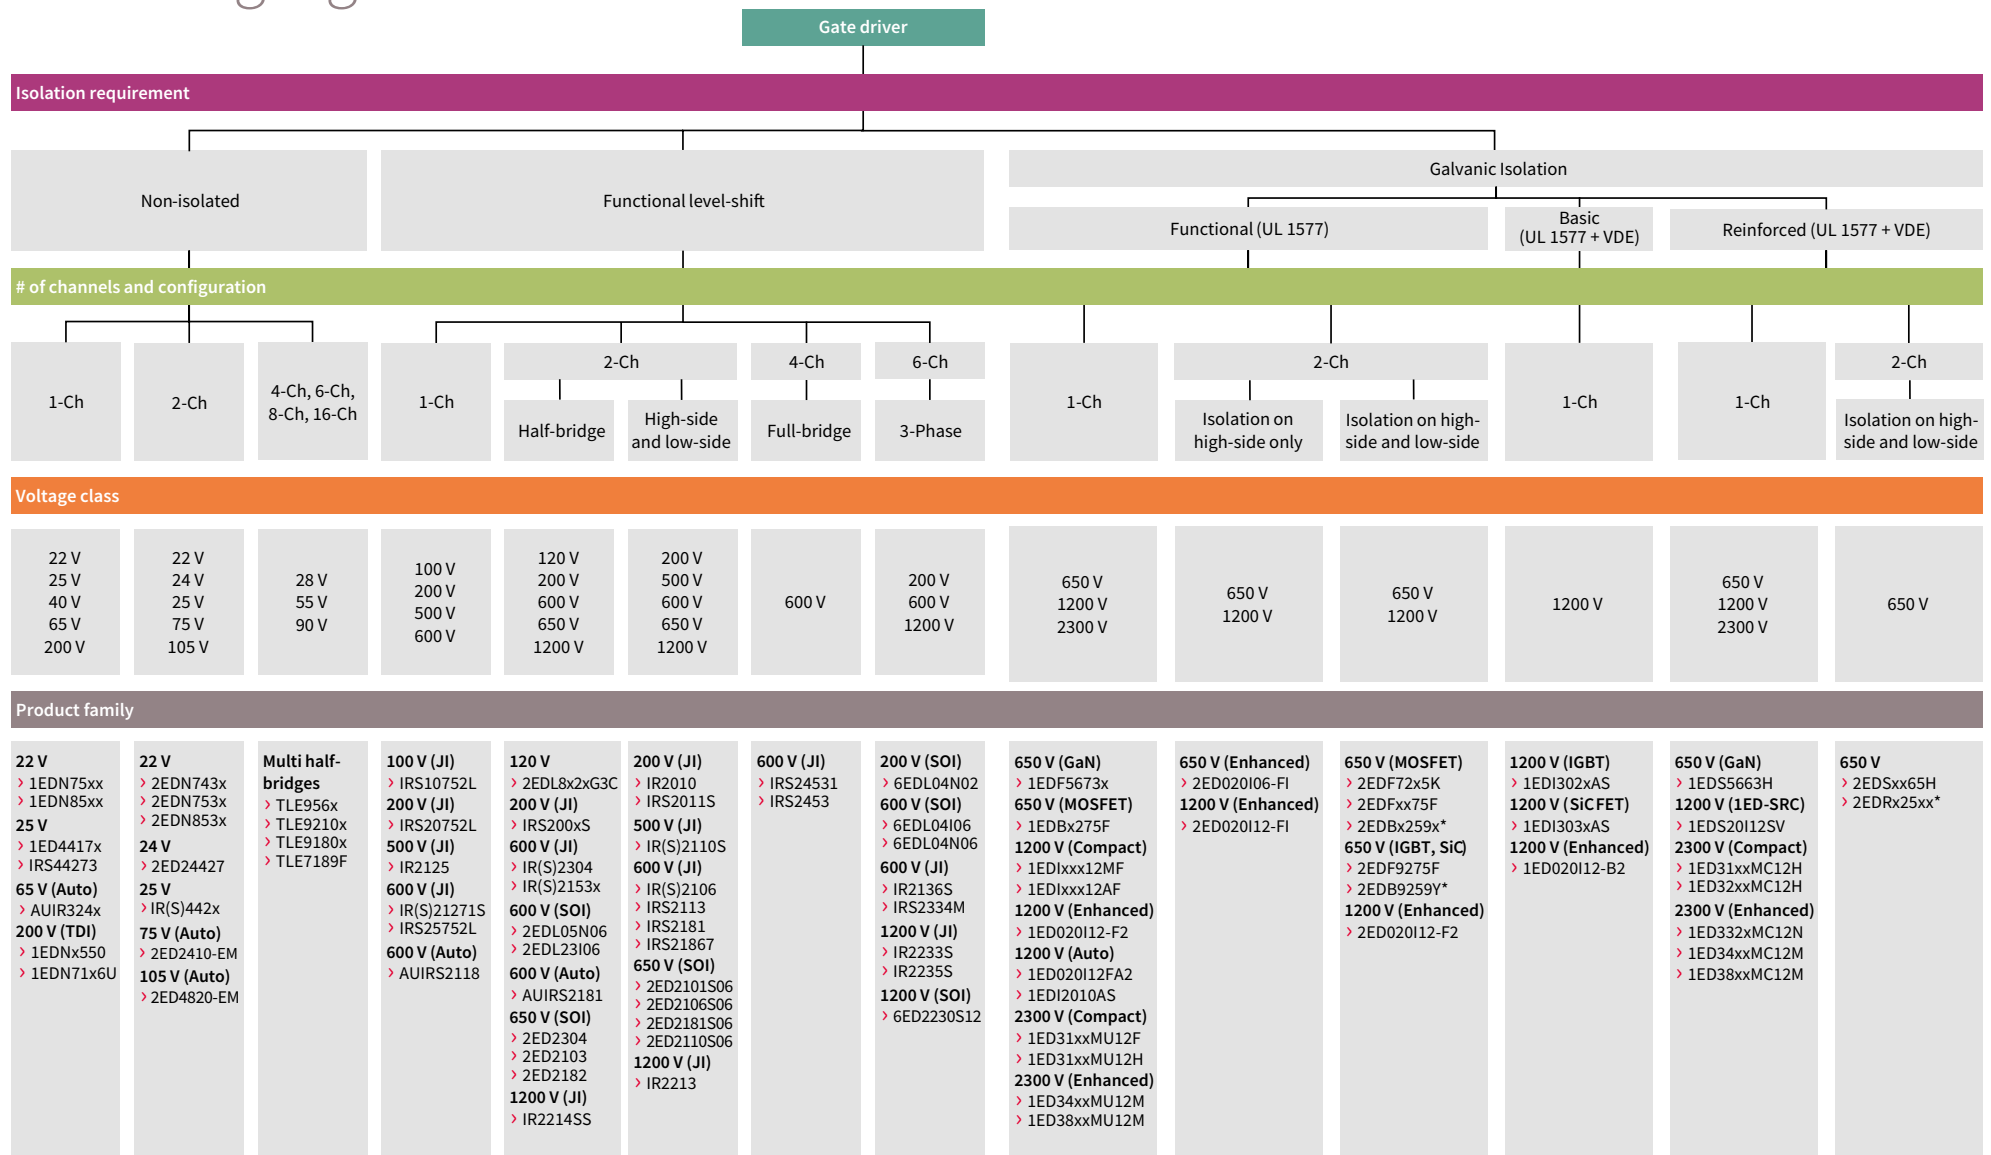 Gate driver
Isolation requirement
Non-isolated
Functional level-shift
Galvanic Isolation
Functional (UL 1577)
Basic
(UL 1577 + VDE)
Reinforced (UL 1577 + VDE)
# of channels and configuration
1-Ch
2-Ch
4-Ch, 6-Ch,
8-Ch, 16-Ch
1-Ch
2-Ch
Half-bridge
High-side
and low-side
4-Ch
Full-bridge
6-Ch
3-Phase
1-Ch
2-Ch
Isolation on
high-side only
Isolation on high-
side and low-side
1-Ch
1-Ch
2-Ch
Isolation on high-
side and low-side
Voltage class
22 V
25 V
40 V
65 V
200 V
22 V
24 V
25 V
75 V
105 V
28 V
55 V
90 V
100 V
200 V
500 V
600 V
120 V
200 V
600 V
650 V
1200 V
200 V
500 V
600 V
650 V
1200 V
600 V
200 V
600 V
1200 V
650 V
1200 V
2300 V
650 V
1200 V
650 V
1200 V
1200 V
650 V
1200 V
2300 V
650 V
Product family
22 V
› 1EDN75xx
› 1EDN85xx
25 V
› 1ED4417x
› IRS44273
65 V (Auto)
› AUIR324x
200 V (TDI)
› 1EDNx550
› 1EDN71x6U
22 V
› 2EDN743x
› 2EDN753x
› 2EDN853x
24 V
› 2ED24427
25 V
› IR(S)442x
75 V (Auto)
› 2ED2410-EM
105 V (Auto)
› 2ED4820-EM
Multi half-
bridges
› TLE956x
› TLE9210x
› TLE9180x
› TLE7189F
100 V (JI)
› IRS10752L
200 V (JI)
› IRS20752L
500 V (JI)
› IR2125
600 V (JI)
› IR(S)21271S
› IRS25752L
600 V (Auto)
› AUIRS2118
120 V
› 2EDL8x2xG3C
200 V (JI)
› IRS200xS
600 V (JI)
› IR(S)2304
› IR(S)2153x
600 V (SOI)
› 2EDL05N06
› 2EDL23I06
600 V (Auto)
› AUIRS2181
650 V (SOI)
› 2ED2304
› 2ED2103
› 2ED2182
1200 V (JI)
› IR2214SS
200 V (JI)
› IR2010
› IRS2011S
500 V (JI)
› IR(S)2110S
600 V (JI)
› IR(S)2106
› IRS2113
› IRS2181
› IRS21867
650 V (SOI)
› 2ED2101S06
› 2ED2106S06
› 2ED2181S06
› 2ED2110S06
1200 V (JI)
› IR2213
600 V (JI)
› IRS24531
› IRS2453
200 V (SOI)
› 6EDL04N02
600 V (SOI)
› 6EDL04I06
› 6EDL04N06
600 V (JI)
› IR2136S
› IRS2334M
1200 V (JI)
› IR2233S
› IR2235S
1200 V (SOI)
› 6ED2230S12
650 V (GaN)
› 1EDF5673x
650 V (MOSFET)
› 1EDBx275F
1200 V (Compact)
› 1EDIxxx12MF
› 1EDIxxx12AF
1200 V (Enhanced)
› 1ED020I12-F2
1200 V (Auto)
› 1ED020I12FA2
› 1EDI2010AS
2300 V (Compact)
› 1ED31xxMU12F
› 1ED31xxMU12H
2300 V (Enhanced)
› 1ED34xxMU12M
› 1ED38xxMU12M
650 V (Enhanced)
› 2ED020I06-FI
1200 V (Enhanced)
› 2ED020I12-FI
650 V (MOSFET)
› 2EDF72x5K
› 2EDFxx75F
› 2EDBx259x*
650 V (IGBT, SiC)
› 2EDF9275F
› 2EDB9259Y*
1200 V (Enhanced)
› 2ED020I12-F2
1200 V (IGBT)
› 1EDI302xAS
1200 V (SiC FET)
› 1EDI303xAS
1200 V (Enhanced)
› 1ED020I12-B2
650 V (GaN)
› 1EDS5663H
1200 V (1ED-SRC)
› 1EDS20I12SV
2300 V (Compact)
› 1ED31xxMC12H
› 1ED32xxMC12H
2300 V (Enhanced)
› 1ED332xMC12N
› 1ED34xxMC12M
› 1ED38xxMC12M
650 V
› 2EDSxx65H
› 2EDRx25xx*